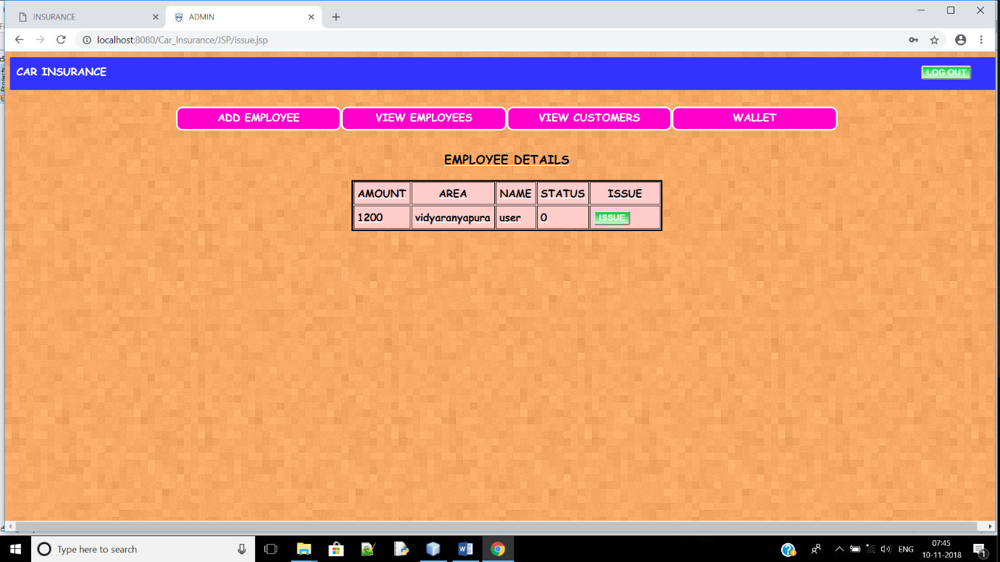 INSURANCE
ADMIN
localhost:8080/Car_Insurance/JSP/issue.jsp
CAR INSURANCE
LOG OUT
ADD EMPLOYEE VIEW EMPLOYEES VIEW CUSTOMERS WALLET
EMPLOYEE DETAILS
AMOUNT AREA NAME STATUS ISSUE
1200 vidyaranyapura user 0 ISSUE
Projects
Type here to search
ENG
07:45
10-11-2018
1